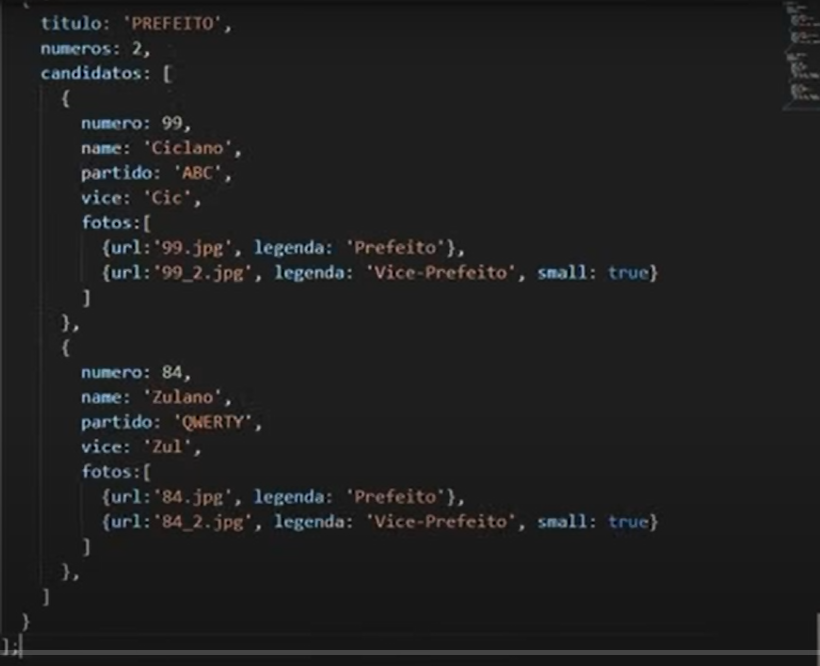 {
titulo: 'PREFEITO',
numeros: 2,
candidatos: [
{
numero: 99,
name: 'Ciclano',
partido: 'ABC',
vice: 'Cic',
fotos:[
{url:'99.jpg', legenda: 'Prefeito'},
{url:'99_2.jpg', legenda: 'Vice-Prefeito', small: true}
]
},
{
numero: 84,
name: 'Zulano',
partido: 'QWERTY',
vice: 'Zul',
fotos:[
{url:'84.jpg', legenda: 'Prefeito'},
{url:'84_2.jpg', legenda: 'Vice-Prefeito', small: true}
]
},
]
}
];